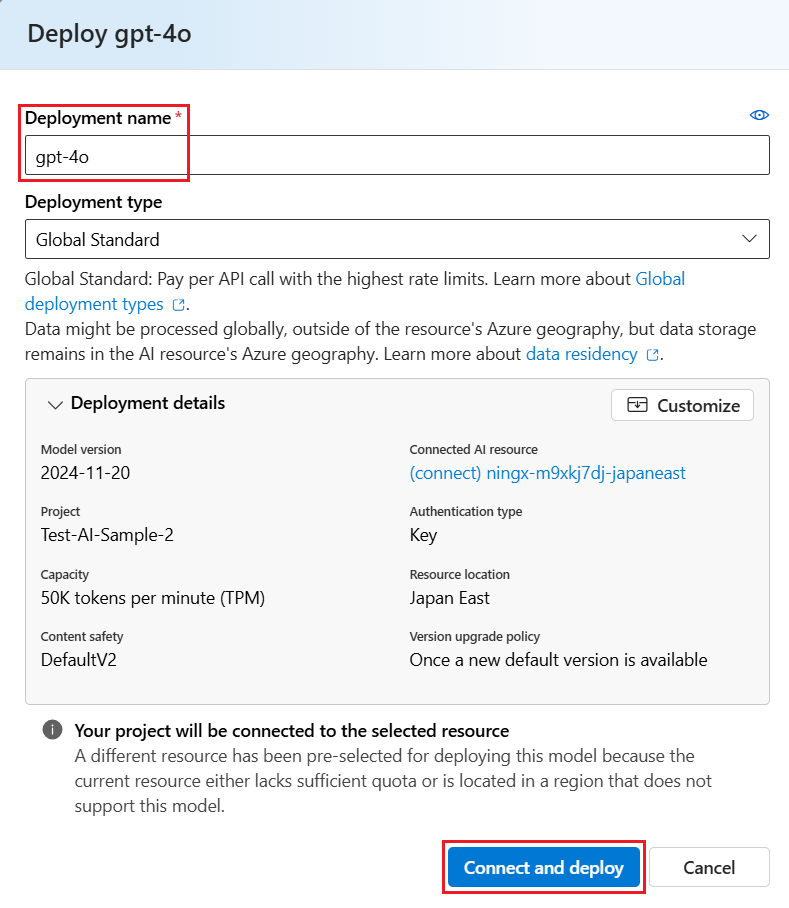 Deploy gpt-4o
Deployment name *
gpt-4o
Deployment type
Global Standard
Global Standard: Pay per API call with the highest rate limits. Learn more about Global
deployment types .
Data might be processed globally, outside of the resource's Azure geography, but data storage
remains in the AI resource's Azure geography. Learn more about data residency .
Deployment details
Customize
Model version
2024-11-20
Connected AI resource
(connect) ningx-m9xkj7dj-japaneast
Project
Test-AI-Sample-2
Authentication type
Key
Capacity
50K tokens per minute (TPM)
Resource location
Japan East
Content safety
DefaultV2
Version upgrade policy
Once a new default version is available
Your project will be connected to the selected resource
A different resource has been pre-selected for deploying this model because the
current resource either lacks sufficient quota or is located in a region that does not
support this model.
Connect and deploy
Cancel